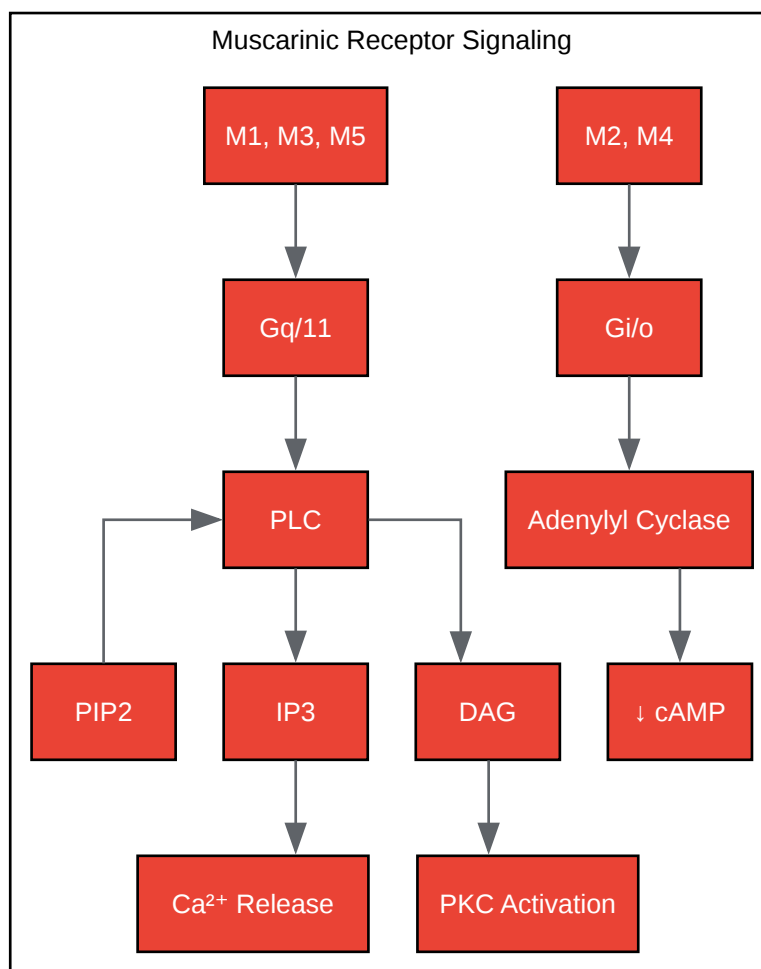 Muscarinic Receptor Signaling
M1, M3, M5
M2, M4
Gq/11
Gi/o
PLC
Adenylyl Cyclase
PIP2
IP3
DAG
↓ cAMP
Ca²⁺ Release
PKC Activation